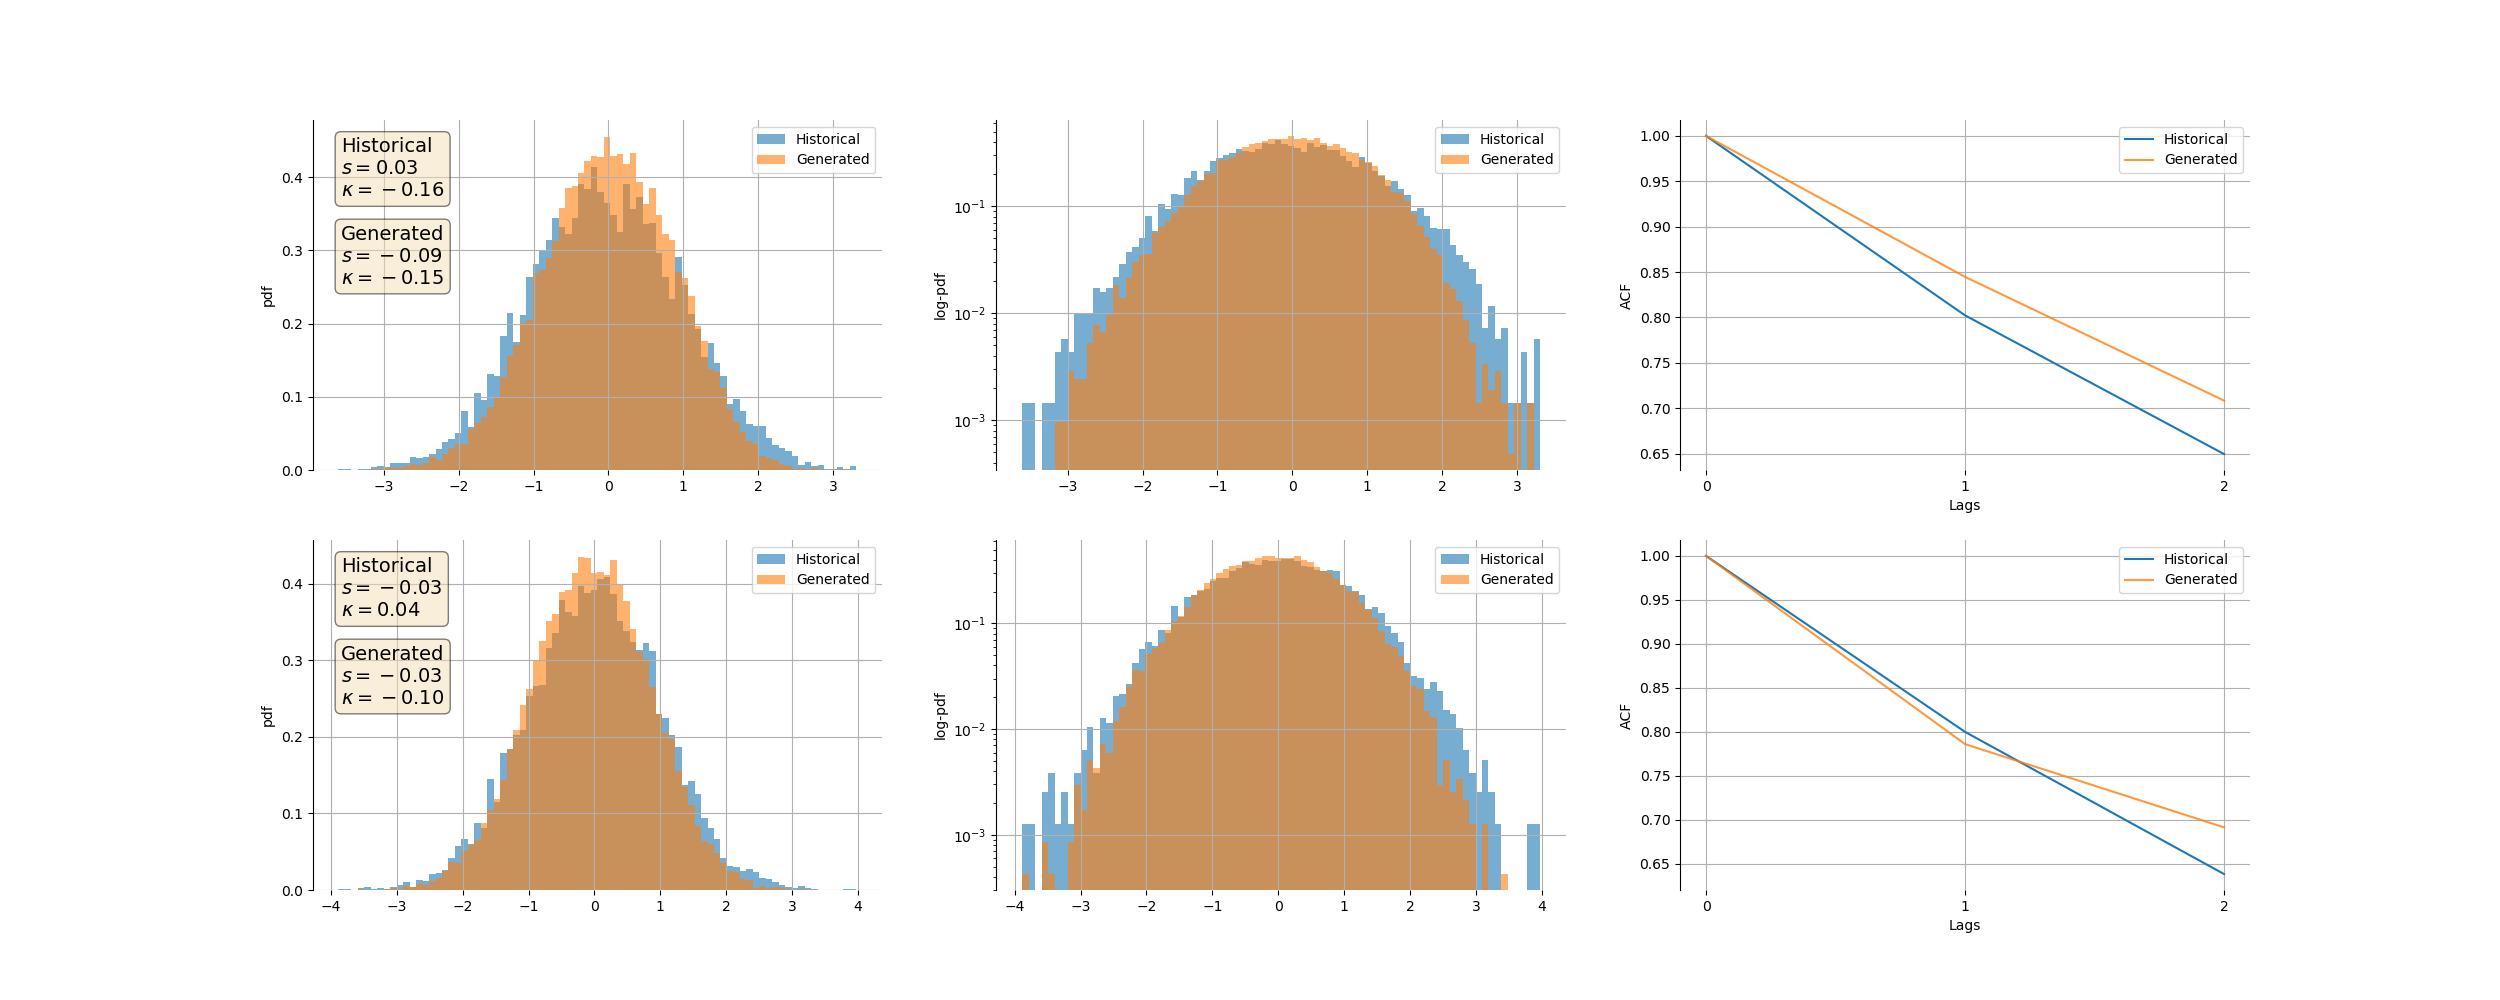 Historical
s = 0.03
κ = −0.16
Generated
s = −0.09
κ = −0.15
Historical
Generated
pdf
0.0
0.1
0.2
0.3
0.4
−3 −2 −1 0 1 2 3
Historical
Generated
log-pdf
10⁻¹
10⁻²
10⁻³
−3 −2 −1 0 1 2 3
Historical
Generated
ACF
1.00
0.95
0.90
0.85
0.80
0.75
0.70
0.65
0 1 2
Lags
Historical
s = −0.03
κ = 0.04
Generated
s = −0.03
κ = −0.10
Historical
Generated
pdf
0.4
0.3
0.2
0.1
0.0
−4 −3 −2 −1 0 1 2 3 4
Historical
Generated
log-pdf
10⁻¹
10⁻²
10⁻³
−4 −3 −2 −1 0 1 2 3 4
Historical
Generated
ACF
1.00
0.95
0.90
0.85
0.80
0.75
0.70
0.65
0 1 2
Lags